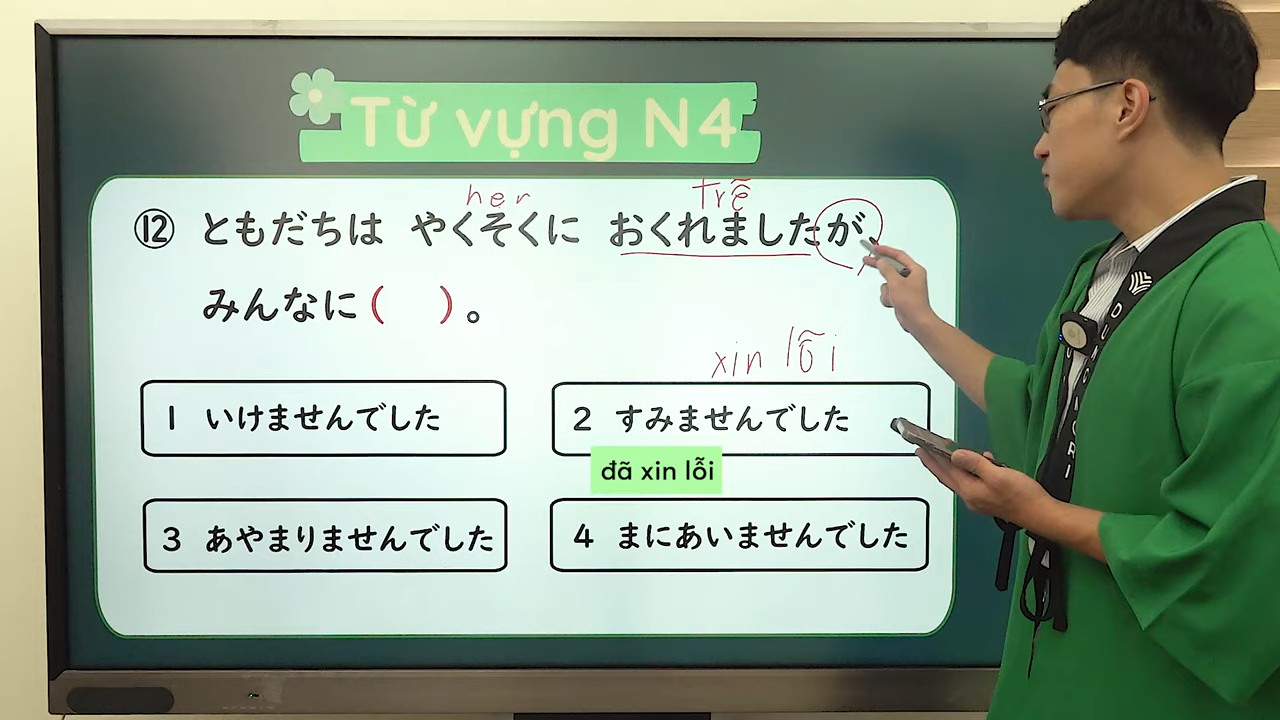 Từ vựng N4
hẹn
trễ
⑫ ともだちは やくそくに おくれましたが、
みんなに( )。
xin lỗi
1 いけませんでした
2 すみませんでした
đã xin lỗi
3 あやまりませんでした
4 まにあいませんでした
DUNGMORI